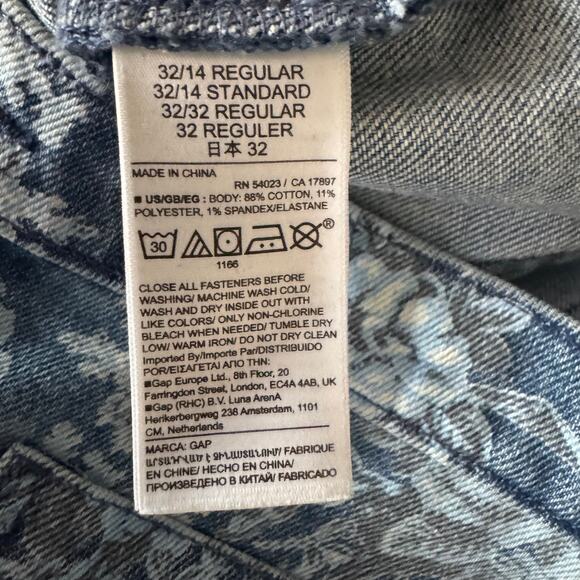 32/14 REGULAR
32/14 STANDARD
32/32 REGULAR
32 REGULER
日本 32
MADE IN CHINA
RN 54023 / CA 17897
■ US/GB/EG : BODY: 88% COTTON, 11%
POLYESTER, 1% SPANDEX/ELASTANE
30
®
1166
CLOSE ALL FASTENERS BEFORE
WASHING/ MACHINE WASH COLD/
WASH AND DRY INSIDE OUT WITH
LIKE COLORS/ ONLY NON-CHLORINE
BLEACH WHEN NEEDED/ TUMBLE DRY
LOW/ WARM IRON/ DO NOT DRY CLEAN
Imported By/Importe Par/DISTRIBUIDO
POR/ΕΙΣΑΓΕΤΑΙ ΑΠΟ ΤΗΝ:
■Gap Europe Ltd., 8th Floor, 20
Farringdon Street, London, EC4A 4AB, UK
■Gap (RHC) B.V. Luna ArenA
Herikerbergweg 238 Amsterdam, 1101
CM, Netherlands
MARCA: GAP
ԱՐՏԱԴՐՎԱԾ Է ՉԻՆԱՍՏԱՆՈՒՄ/ FABRIQUE
EN CHINE/ HECHO EN CHINA/
ПРОИЗВЕДЕНО В КИТАЙ/ FABRICADO